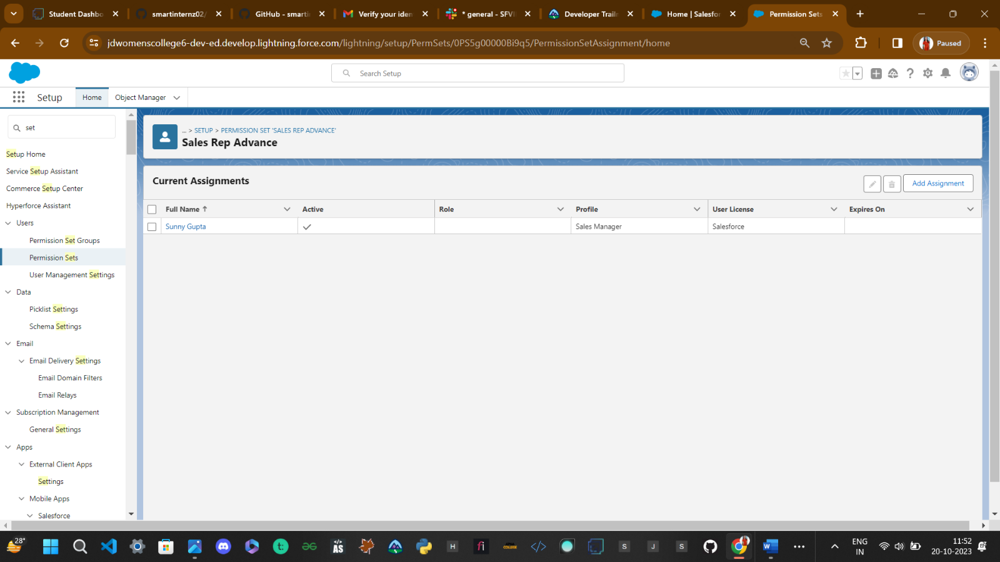 Student Dashbo
smartinternz02/
GitHub - smarti
Verify your iden
* general - SFVI
Developer Trailn
Home | Salesfor
Permission Sets
jdwomenscollege6-dev-ed.develop.lightning.force.com/lightning/setup/PermSets/0PS5g00000Bi9q5/PermissionSetAssignment/home
Paused
Search Setup
Setup
Home
Object Manager
set
Setup Home
Service Setup Assistant
Commerce Setup Center
Hyperforce Assistant
Users
Permission Set Groups
Permission Sets
User Management Settings
Data
Picklist Settings
Schema Settings
Email
Email Delivery Settings
Email Domain Filters
Email Relays
Subscription Management
General Settings
Apps
External Client Apps
Settings
Mobile Apps
Salesforce
... > SETUP > PERMISSION SET 'SALES REP ADVANCE'
Sales Rep Advance
Current Assignments
Add Assignment
Full Name ↑ Active Role Profile User License Expires On
Sunny Gupta Sales Manager Salesforce
28°
ENG
IN
11:52
20-10-2023